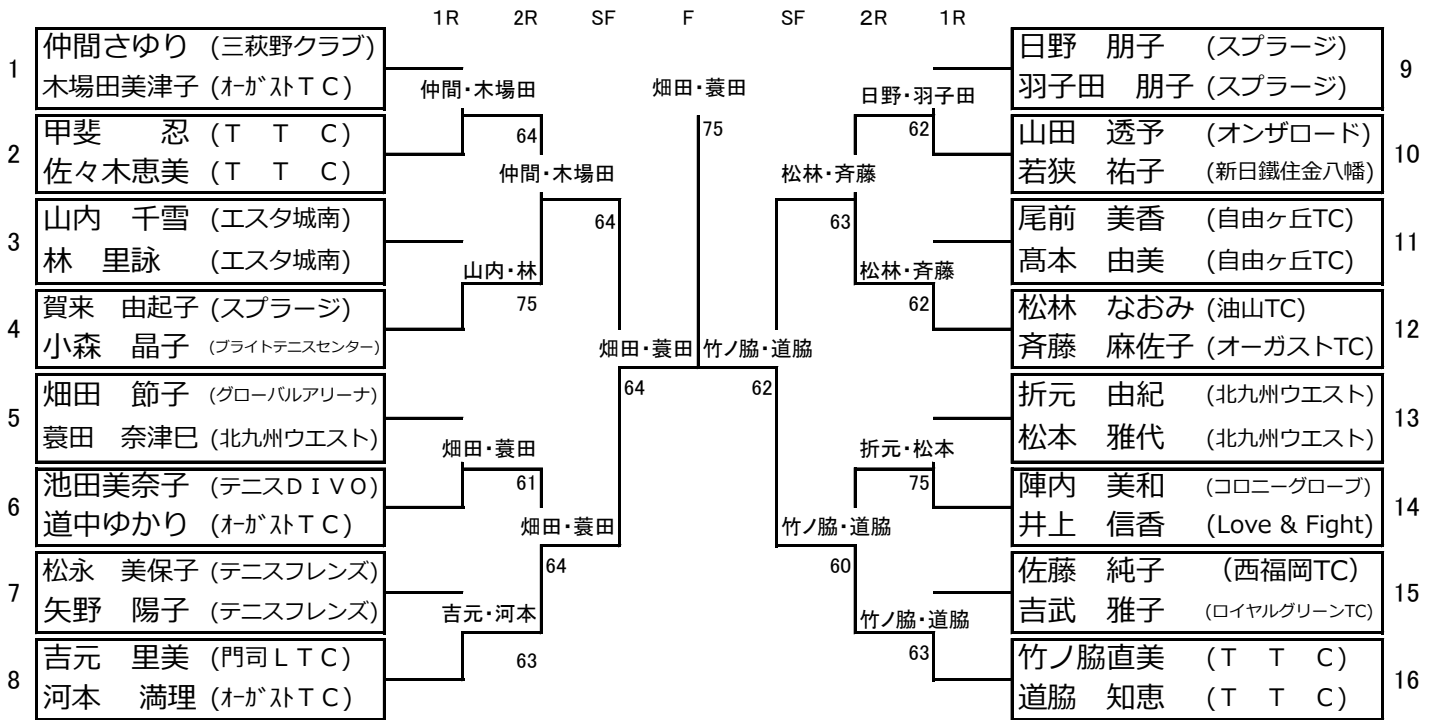 1R 2R SF F SF 2R 1R
1 仲間さゆり (三萩野クラブ)
木場田美津子 (ｵｰｶﾞｽﾄＴＣ)
2 甲斐　忍 (Ｔ Ｔ Ｃ)
佐々木恵美 (Ｔ Ｔ Ｃ)
3 山内　千雪 (エスタ城南)
林　里詠 (エスタ城南)
4 賀来　由起子 (スプラージ)
小森　晶子 (ブライトテニスセンター)
5 畑田　節子 (グローバルアリーナ)
蓑田　奈津巳 (北九州ウエスト)
6 池田美奈子 (テニスＤＩＶＯ)
道中ゆかり (ｵｰｶﾞｽﾄＴＣ)
7 松永　美保子 (テニスフレンズ)
矢野　陽子 (テニスフレンズ)
8 吉元　里美 (門司ＬＴＣ)
河本　満理 (ｵｰｶﾞｽﾄＴＣ)
仲間・木場田
64
山内・林
75
畑田・蓑田
61
吉元・河本
63
仲間・木場田
64
畑田・蓑田
64
畑田・蓑田
64
畑田・蓑田
75
竹ノ脇・道脇
62
松林・斉藤
63
竹ノ脇・道脇
60
日野・羽子田
62
松林・斉藤
62
折元・松本
75
竹ノ脇・道脇
63
日野　朋子 (スプラージ) 9
羽子田　朋子 (スプラージ)
山田　透予 (オンザロード) 10
若狭　祐子 (新日鐵住金八幡)
尾前　美香 (自由ヶ丘TC) 11
髙本　由美 (自由ヶ丘TC)
松林　なおみ (油山TC) 12
斉藤　麻佐子 (オーガストTC)
折元　由紀 (北九州ウエスト) 13
松本　雅代 (北九州ウエスト)
陣内　美和 (コロニーグローブ) 14
井上　信香 (Love & Fight)
佐藤　純子 （西福岡TC） 15
吉武　雅子 (ロイヤルグリーンTC)
竹ノ脇直美 (Ｔ Ｔ Ｃ) 16
道脇　知恵 (Ｔ Ｔ Ｃ)